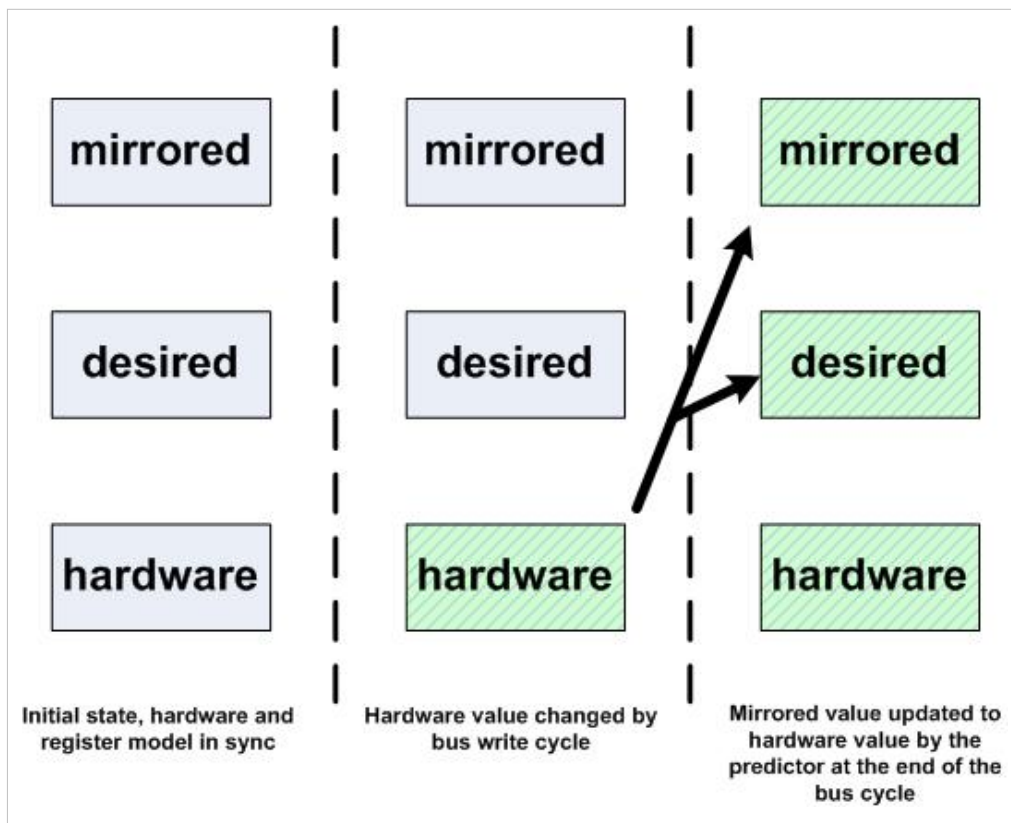 mirrored
desired
hardware
Initial state, hardware and
register model in sync
mirrored
desired
hardware
Hardware value changed by
bus write cycle
mirrored
desired
hardware
Mirrored value updated to
hardware value by the
predictor at the end of the
bus cycle